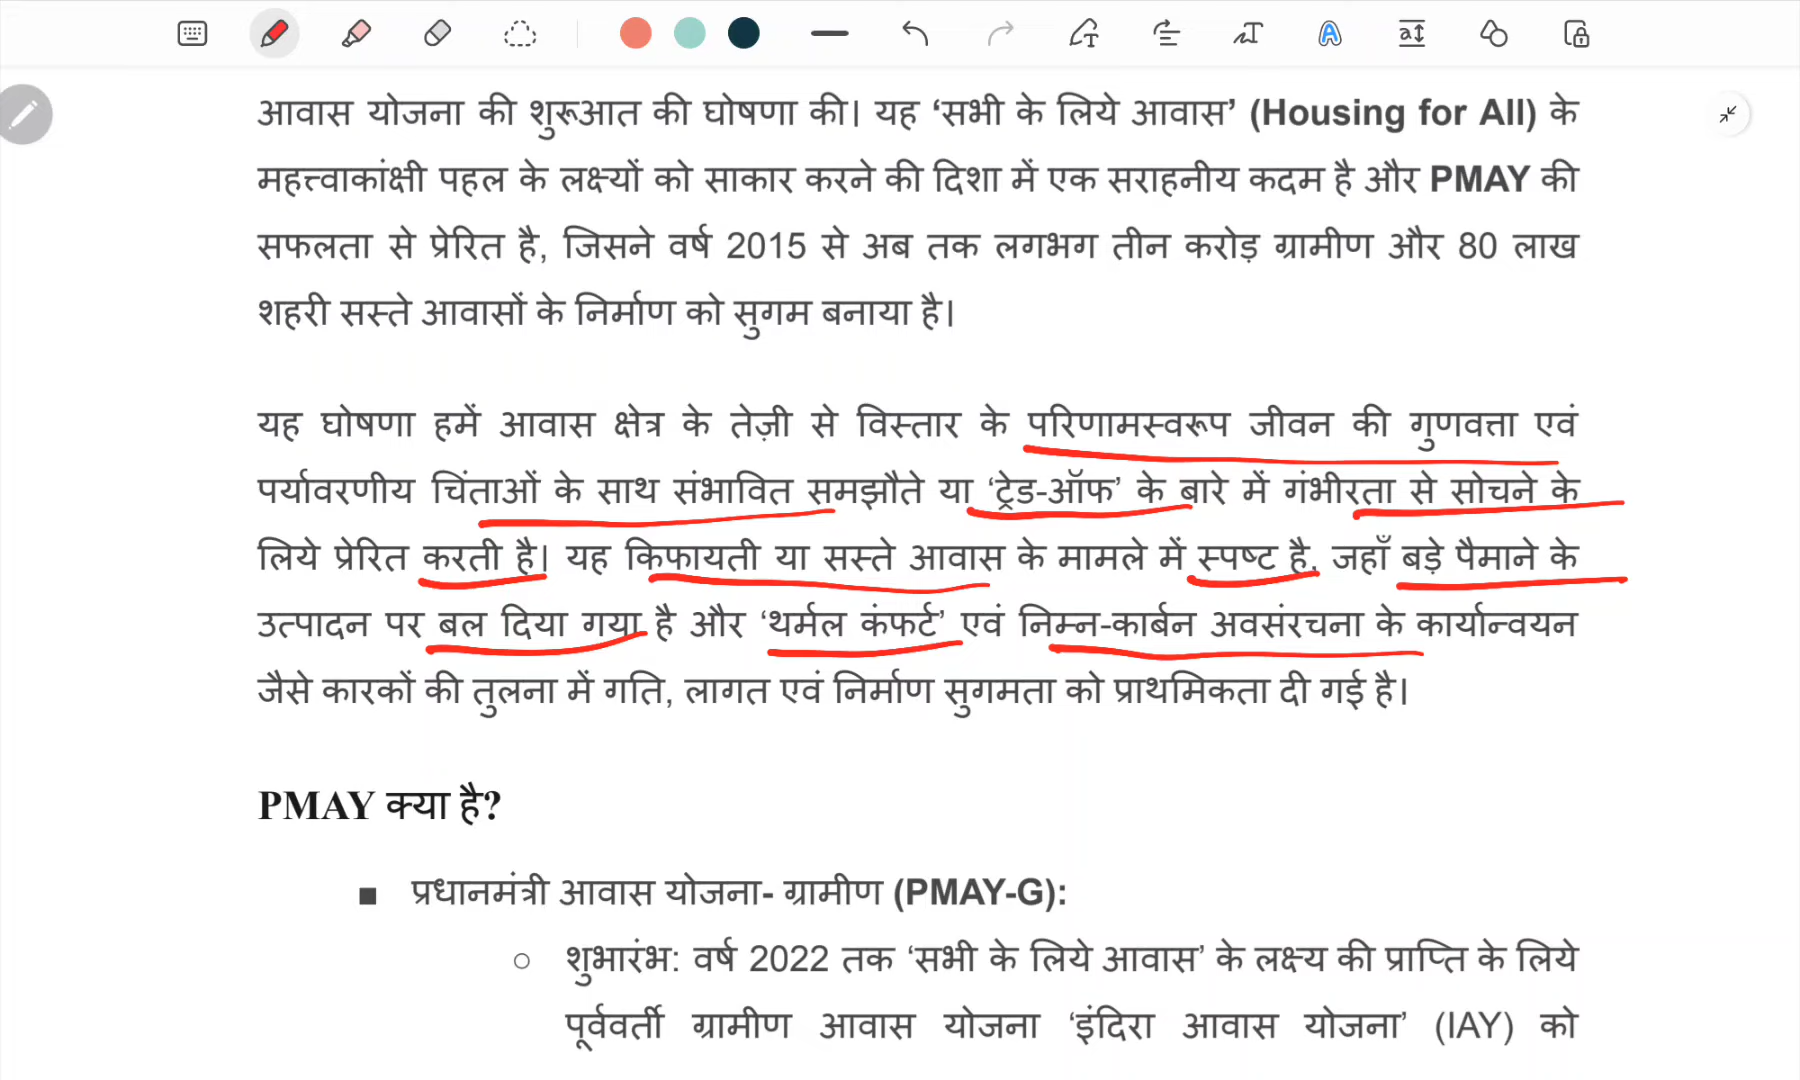 आवास योजना की शुरूआत की घोषणा की। यह ‘सभी के लिये आवास’ (Housing for All) के
महत्त्वाकांक्षी पहल के लक्ष्यों को साकार करने की दिशा में एक सराहनीय कदम है और PMAY की
सफलता से प्रेरित है, जिसने वर्ष 2015 से अब तक लगभग तीन करोड़ ग्रामीण और 80 लाख
शहरी सस्ते आवासों के निर्माण को सुगम बनाया है।
यह घोषणा हमें आवास क्षेत्र के तेज़ी से विस्तार के परिणामस्वरूप जीवन की गुणवत्ता एवं
पर्यावरणीय चिंताओं के साथ संभावित समझौते या ‘ट्रेड-ऑफ’ के बारे में गंभीरता से सोचने के
लिये प्रेरित करती है। यह किफायती या सस्ते आवास के मामले में स्पष्ट है, जहाँ बड़े पैमाने के
उत्पादन पर बल दिया गया है और ‘थर्मल कंफर्ट’ एवं निम्न-कार्बन अवसंरचना के कार्यान्वयन
जैसे कारकों की तुलना में गति, लागत एवं निर्माण सुगमता को प्राथमिकता दी गई है।
PMAY क्या है?
■ प्रधानमंत्री आवास योजना- ग्रामीण (PMAY-G):
○ शुभारंभ: वर्ष 2022 तक ‘सभी के लिये आवास’ के लक्ष्य की प्राप्ति के लिये
पूर्ववर्ती ग्रामीण आवास योजना ‘इंदिरा आवास योजना’ (IAY) को